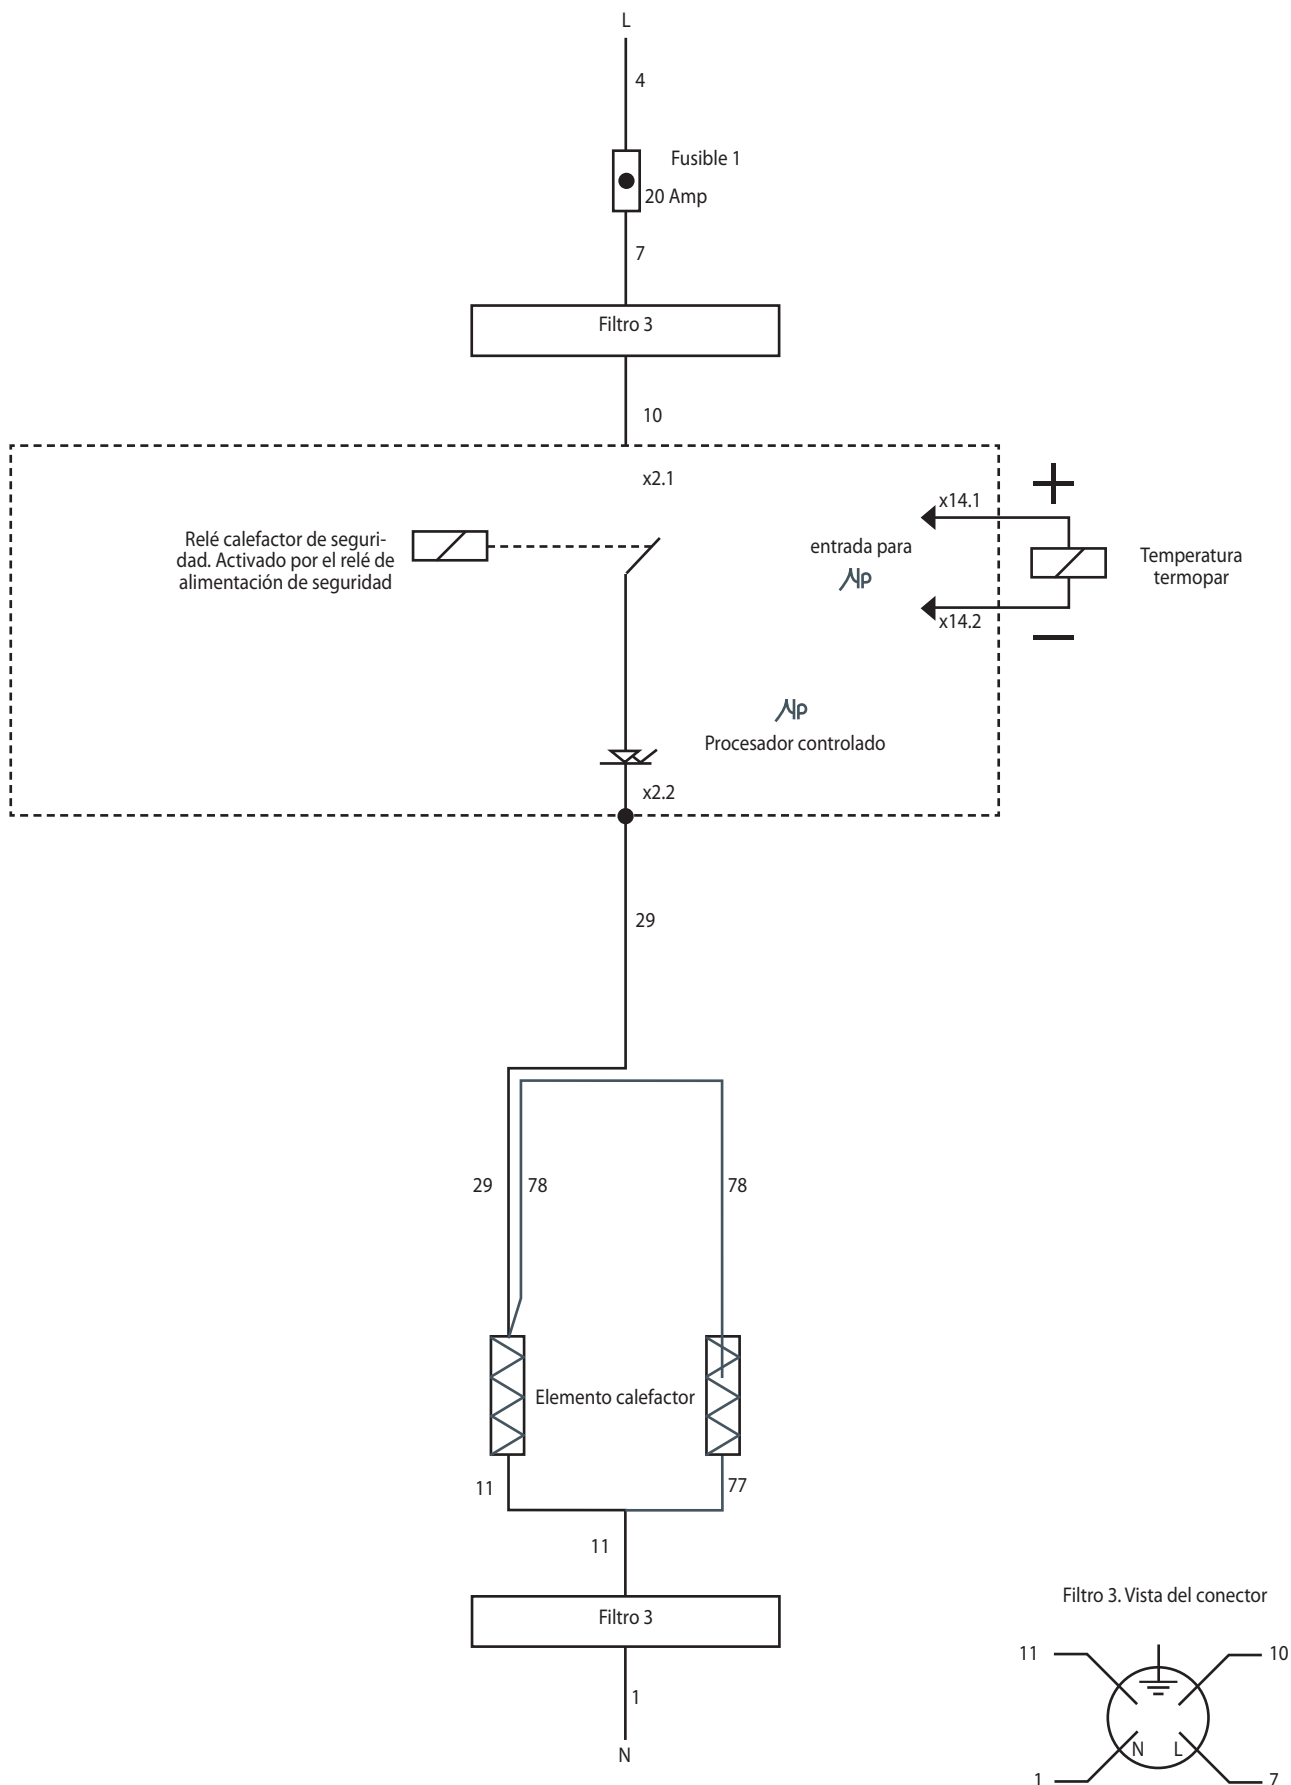 L
4
Fusible 1
20 Amp
7
Filtro 3
10
x2.1
x14.1
Relé calefactor de seguri-
dad. Activado por el relé de
alimentación de seguridad
entrada para
Temperatura
termopar
x14.2
Procesador controlado
x2.2
29
29
78
78
Elemento calefactor
11
77
11
Filtro 3
1
N
Filtro 3. Vista del conector
11
10
N
L
1
7